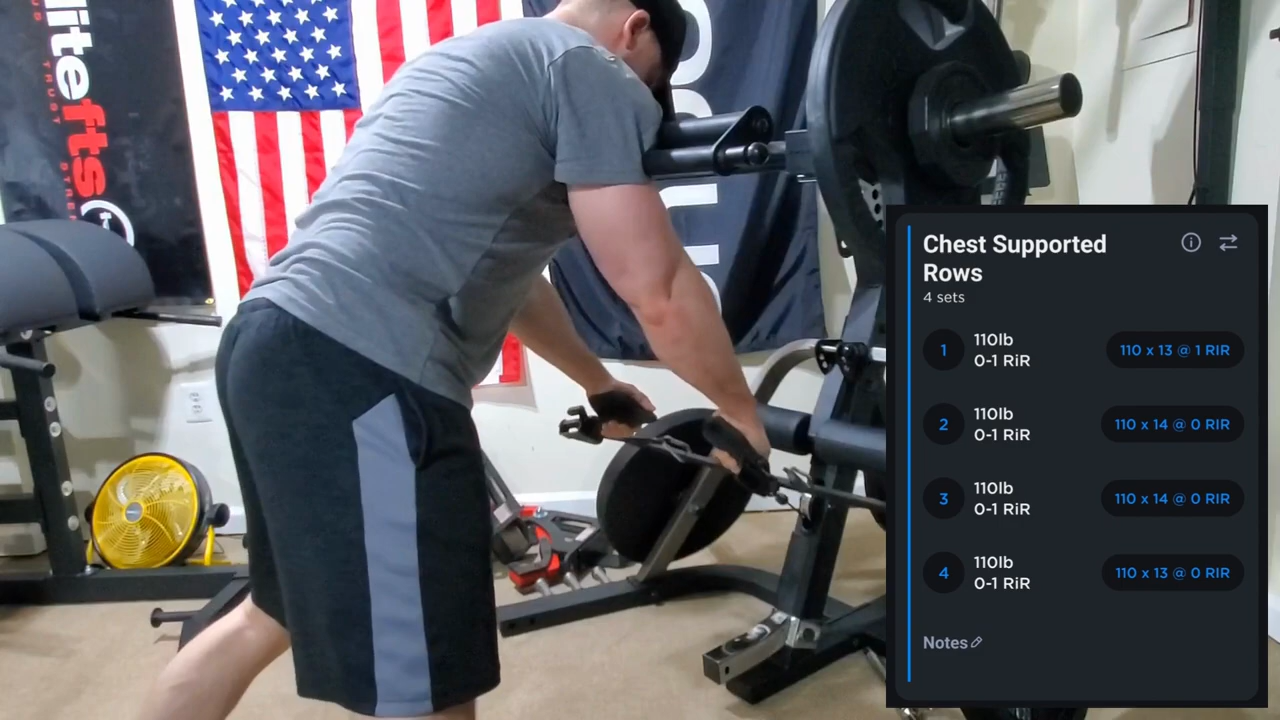 elitefts
TRUST
STRE
Chest Supported
Rows
4 sets
1
110lb
0-1 RiR
110 x 13 @ 1 RIR
2
110lb
0-1 RiR
110 x 14 @ 0 RIR
3
110lb
0-1 RiR
110 x 14 @ 0 RIR
4
110lb
0-1 RiR
110 x 13 @ 0 RIR
Notes